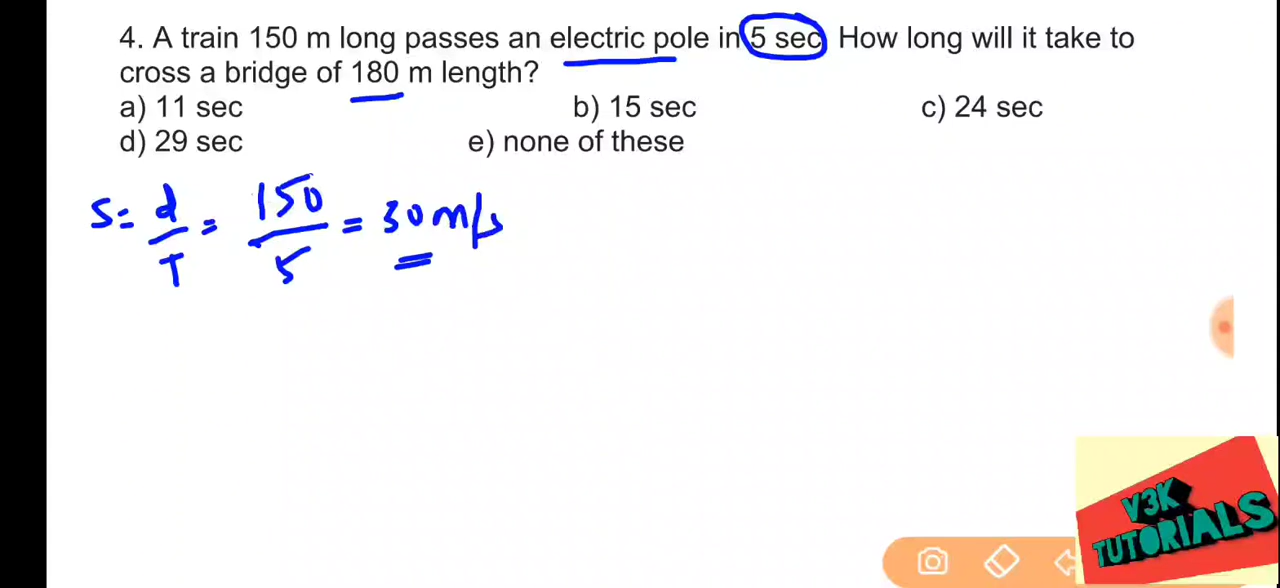 4. A train 150 m long passes an electric pole in 5 sec How long will it take to
cross a bridge of 180 m length?
a) 11 sec b) 15 sec c) 24 sec
d) 29 sec e) none of these
S = d/T = 150/5 = 30 m/s
V3K
TUTORIALS